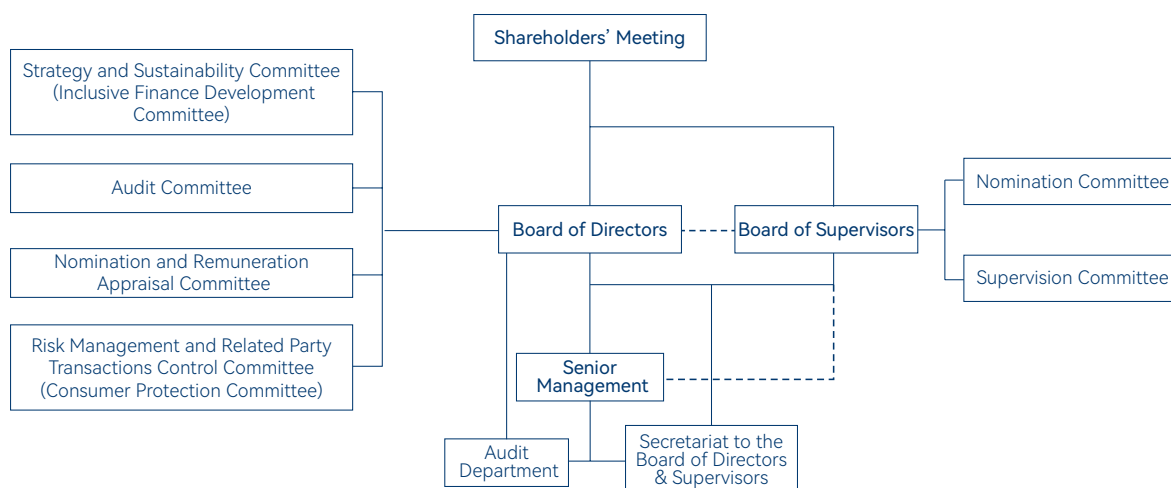 Shareholders’ Meeting
Strategy and Sustainability Committee
(Inclusive Finance Development
Committee)
Audit Committee
Nomination and Remuneration
Appraisal Committee
Risk Management and Related Party
Transactions Control Committee
(Consumer Protection Committee)
Board of Directors
Board of Supervisors
Nomination Committee
Supervision Committee
Senior
Management
Audit
Department
Secretariat to the
Board of Directors
& Supervisors